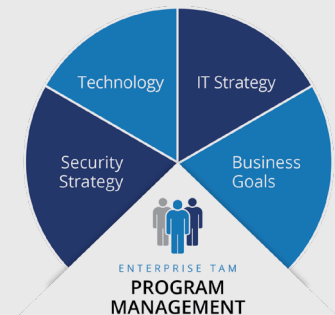 Technology
IT Strategy
Security
Strategy
Business
Goals
ENTERPRISE TAM
PROGRAM
MANAGEMENT